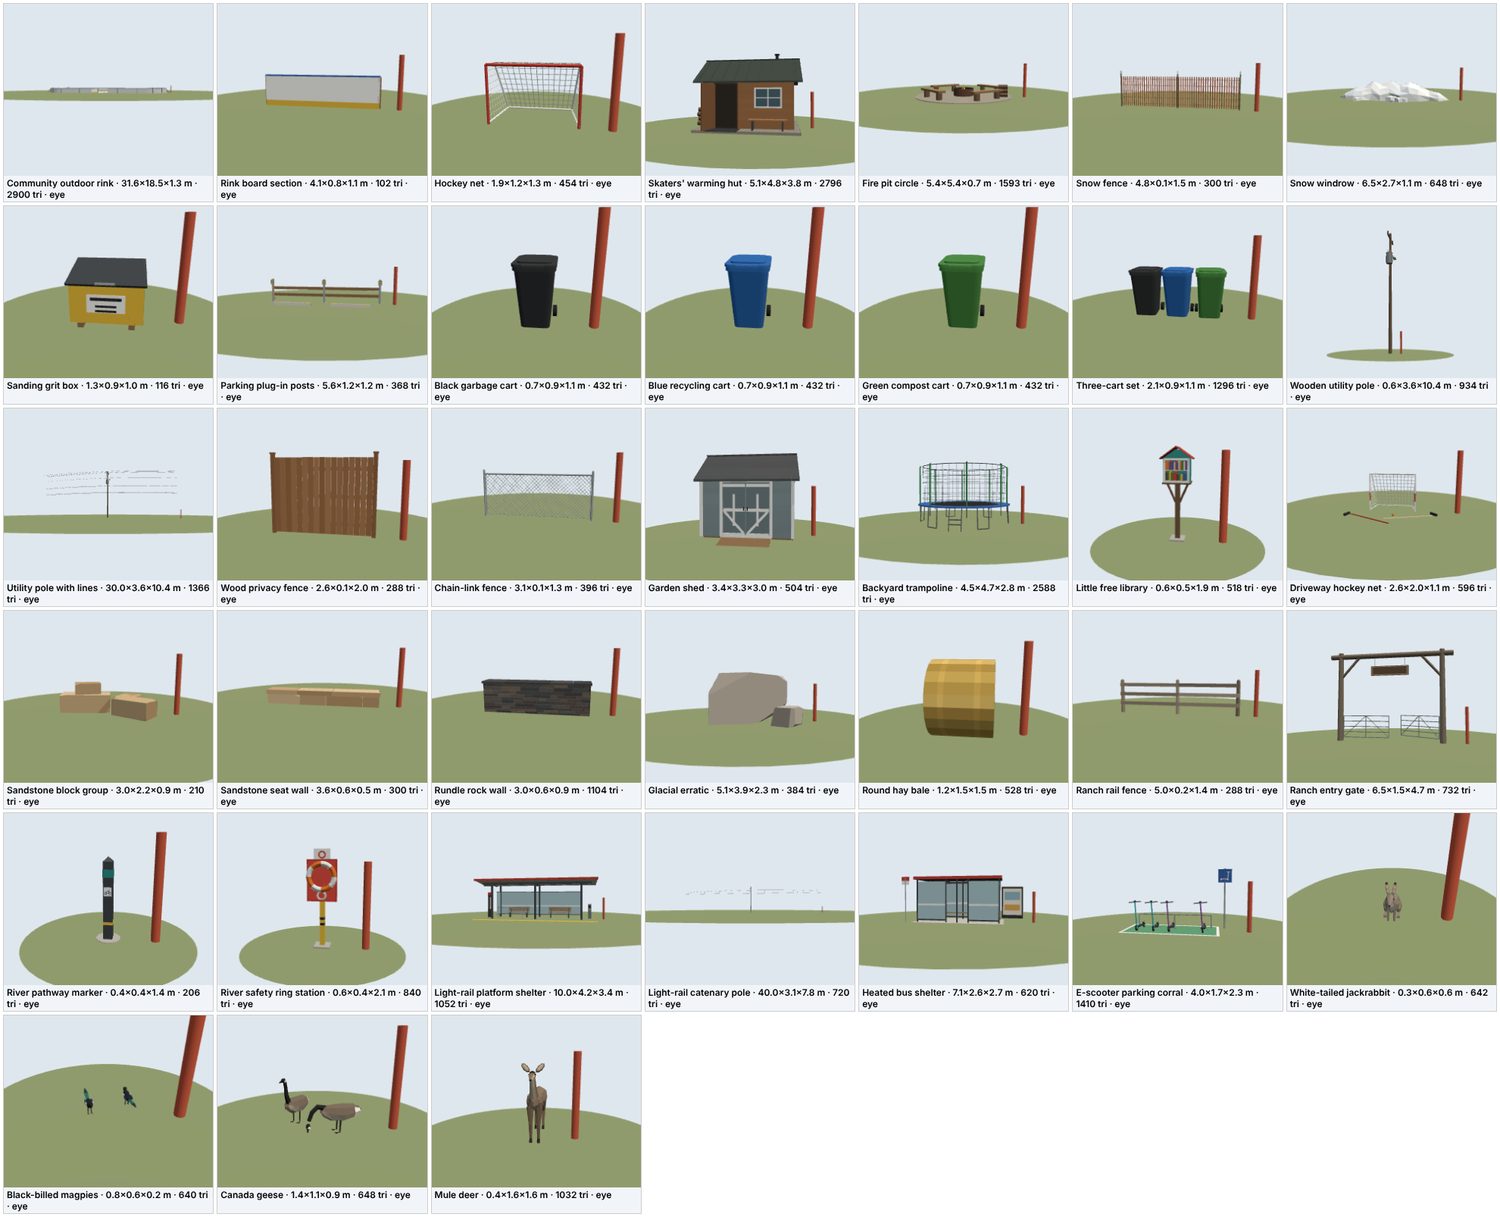 Community outdoor rink · 31.6×18.5×1.3 m ·
2900 tri · eye
Rink board section · 4.1×0.8×1.1 m · 102 tri ·
eye
Hockey net · 1.9×1.2×1.3 m · 454 tri · eye
Skaters' warming hut · 5.1×4.8×3.8 m · 2796
tri · eye
Fire pit circle · 5.4×5.4×0.7 m · 1593 tri · eye
Snow fence · 4.8×0.1×1.5 m · 300 tri · eye
Snow windrow · 6.5×2.7×1.1 m · 648 tri · eye
Sanding grit box · 1.3×0.9×1.0 m · 116 tri · eye
Parking plug-in posts · 5.6×1.2×1.2 m · 368 tri
· eye
Black garbage cart · 0.7×0.9×1.1 m · 432 tri ·
eye
Blue recycling cart · 0.7×0.9×1.1 m · 432 tri ·
eye
Green compost cart · 0.7×0.9×1.1 m · 432 tri ·
eye
Three-cart set · 2.1×0.9×1.1 m · 1296 tri · eye
Wooden utility pole · 0.6×3.6×10.4 m · 934 tri
· eye
Utility pole with lines · 30.0×3.6×10.4 m · 1366
tri · eye
Wood privacy fence · 2.6×0.1×2.0 m · 288 tri ·
eye
Chain-link fence · 3.1×0.1×1.3 m · 396 tri · eye
Garden shed · 3.4×3.3×3.0 m · 504 tri · eye
Backyard trampoline · 4.5×4.7×2.8 m · 2588
tri · eye
Little free library · 0.6×0.5×1.9 m · 518 tri · eye
Driveway hockey net · 2.6×2.0×1.1 m · 596 tri ·
eye
Sandstone block group · 3.0×2.2×0.9 m · 210
tri · eye
Sandstone seat wall · 3.6×0.6×0.5 m · 300 tri ·
eye
Rundle rock wall · 3.0×0.6×0.9 m · 1104 tri ·
eye
Glacial erratic · 5.1×3.9×2.3 m · 384 tri · eye
Round hay bale · 1.2×1.5×1.5 m · 528 tri · eye
Ranch rail fence · 5.0×0.2×1.4 m · 288 tri · eye
Ranch entry gate · 6.5×1.5×4.7 m · 732 tri ·
eye
River pathway marker · 0.4×0.4×1.4 m · 206
tri · eye
River safety ring station · 0.6×0.4×2.1 m · 840
tri · eye
Light-rail platform shelter · 10.0×4.2×3.4 m ·
1052 tri · eye
Light-rail catenary pole · 40.0×3.1×7.8 m · 720
tri · eye
Heated bus shelter · 7.1×2.6×2.7 m · 620 tri ·
eye
E-scooter parking corral · 4.0×1.7×2.3 m ·
1410 tri · eye
White-tailed jackrabbit · 0.3×0.6×0.6 m · 642
tri · eye
Black-billed magpies · 0.8×0.6×0.2 m · 640 tri
· eye
Canada geese · 1.4×1.1×0.9 m · 648 tri · eye
Mule deer · 0.4×1.6×1.6 m · 1032 tri · eye